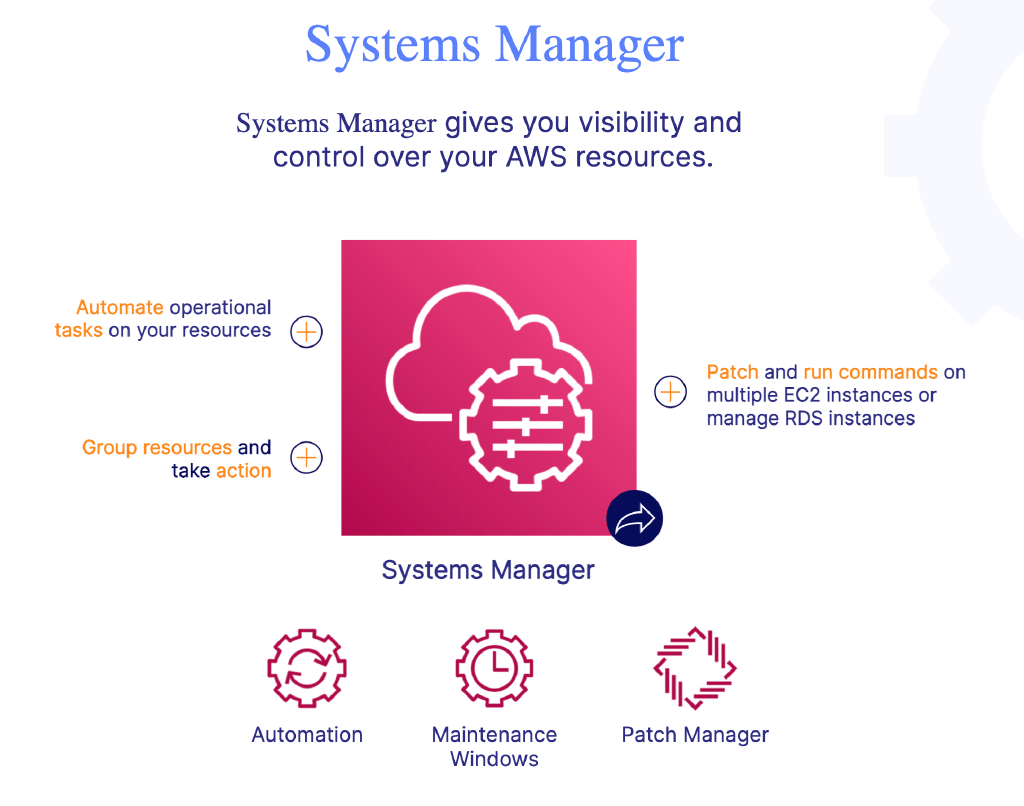 Systems Manager
Systems Manager gives you visibility and
control over your AWS resources.
Automate operational
tasks on your resources
Group resources and
take action
Patch and run commands on
multiple EC2 instances or
manage RDS instances
Systems Manager
Automation
Maintenance
Windows
Patch Manager